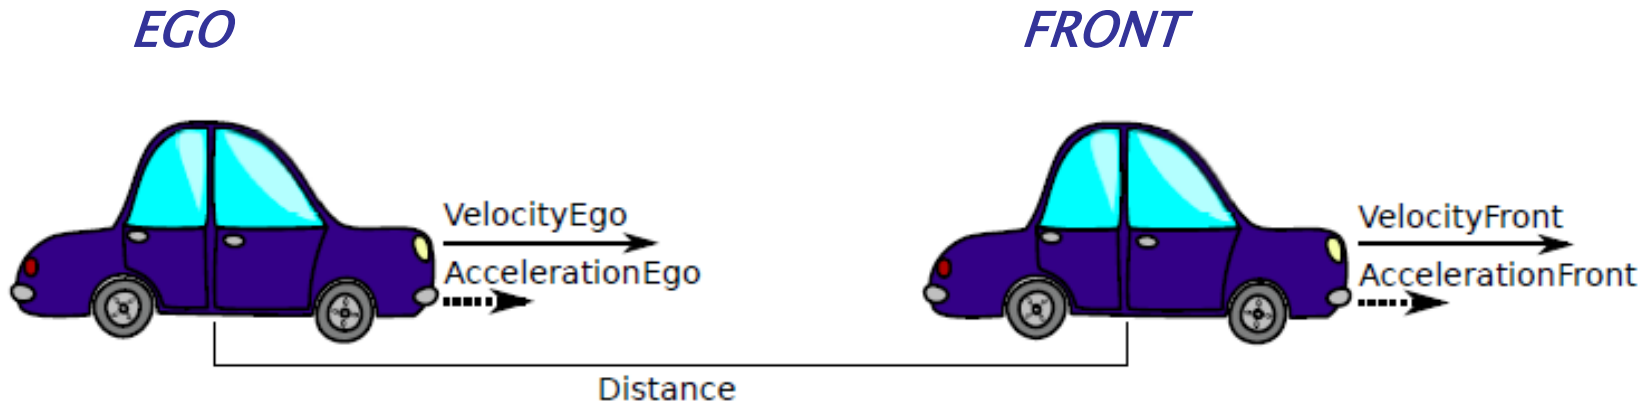 EGO
FRONT
VelocityEgo
AccelerationEgo
VelocityFront
AccelerationFront
Distance